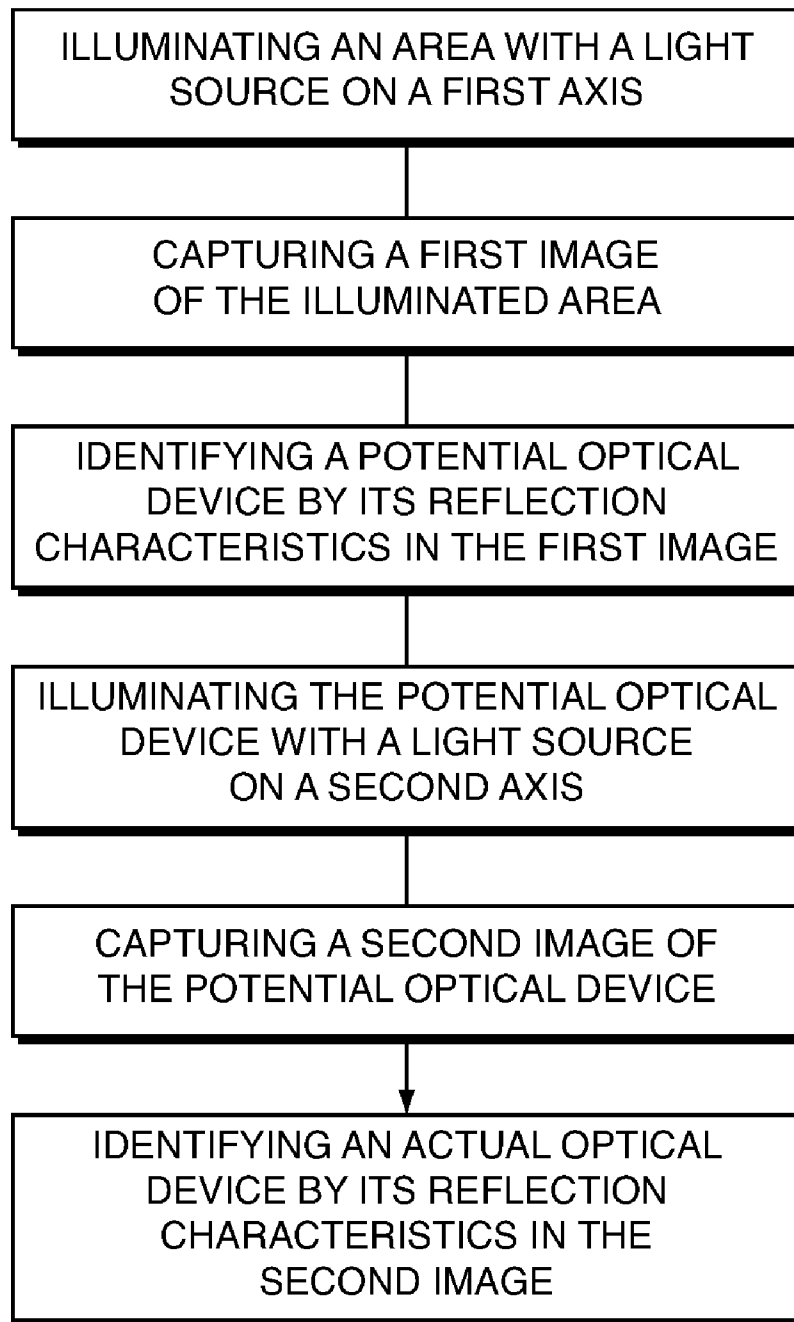 ILLUMINATING AN AREA WITH A LIGHT
SOURCE ON A FIRST AXIS
CAPTURING A FIRST IMAGE
OF THE ILLUMINATED AREA
IDENTIFYING A POTENTIAL OPTICAL
DEVICE BY ITS REFLECTION
CHARACTERISTICS IN THE FIRST IMAGE
ILLUMINATING THE POTENTIAL OPTICAL
DEVICE WITH A LIGHT SOURCE
ON A SECOND AXIS
CAPTURING A SECOND IMAGE OF
THE POTENTIAL OPTICAL DEVICE
IDENTIFYING AN ACTUAL OPTICAL
DEVICE BY ITS REFLECTION
CHARACTERISTICS IN THE
SECOND IMAGE